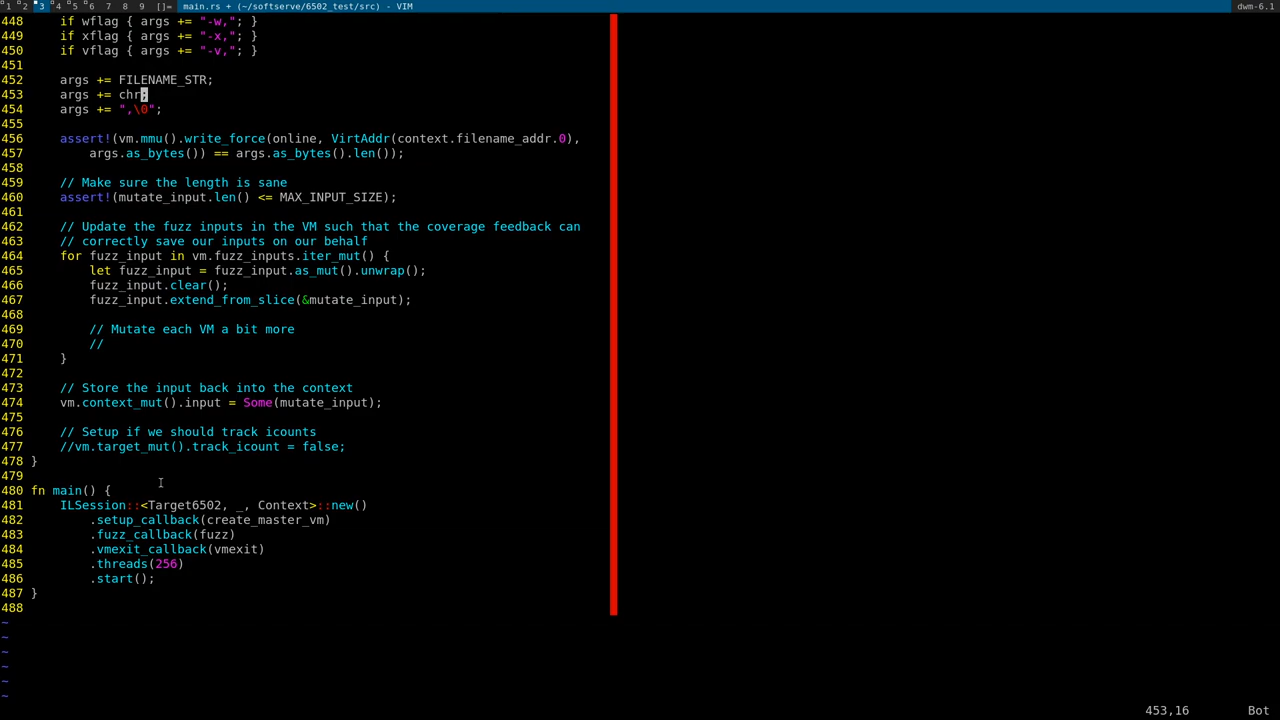 1 2 3 4 5 6 7 8 9 []= main.rs + (~/softserve/6502_test/src) - VIM dwm-6.1
448     if wflag { args += "-w,"; }
449     if xflag { args += "-x,"; }
450     if vflag { args += "-v,"; }
451
452     args += FILENAME_STR;
453     args += chr;
454     args += ",\0";
455
456     assert!(vm.mmu().write_force(online, VirtAddr(context.filename_addr.0),
457         args.as_bytes()) == args.as_bytes().len());
458
459     // Make sure the length is sane
460     assert!(mutate_input.len() <= MAX_INPUT_SIZE);
461
462     // Update the fuzz inputs in the VM such that the coverage feedback can
463     // correctly save our inputs on our behalf
464     for fuzz_input in vm.fuzz_inputs.iter_mut() {
465         let fuzz_input = fuzz_input.as_mut().unwrap();
466         fuzz_input.clear();
467         fuzz_input.extend_from_slice(&mutate_input);
468
469         // Mutate each VM a bit more
470         //
471     }
472
473     // Store the input back into the context
474     vm.context_mut().input = Some(mutate_input);
475
476     // Setup if we should track icounts
477     //vm.target_mut().track_icount = false;
478 }
479
480 fn main() {
481     ILSession::<Target6502, _, Context>::new()
482         .setup_callback(create_master_vm)
483         .fuzz_callback(fuzz)
484         .vmexit_callback(vmexit)
485         .threads(256)
486         .start();
487 }
488
~
~
~
~
~
~
453,16 Bot